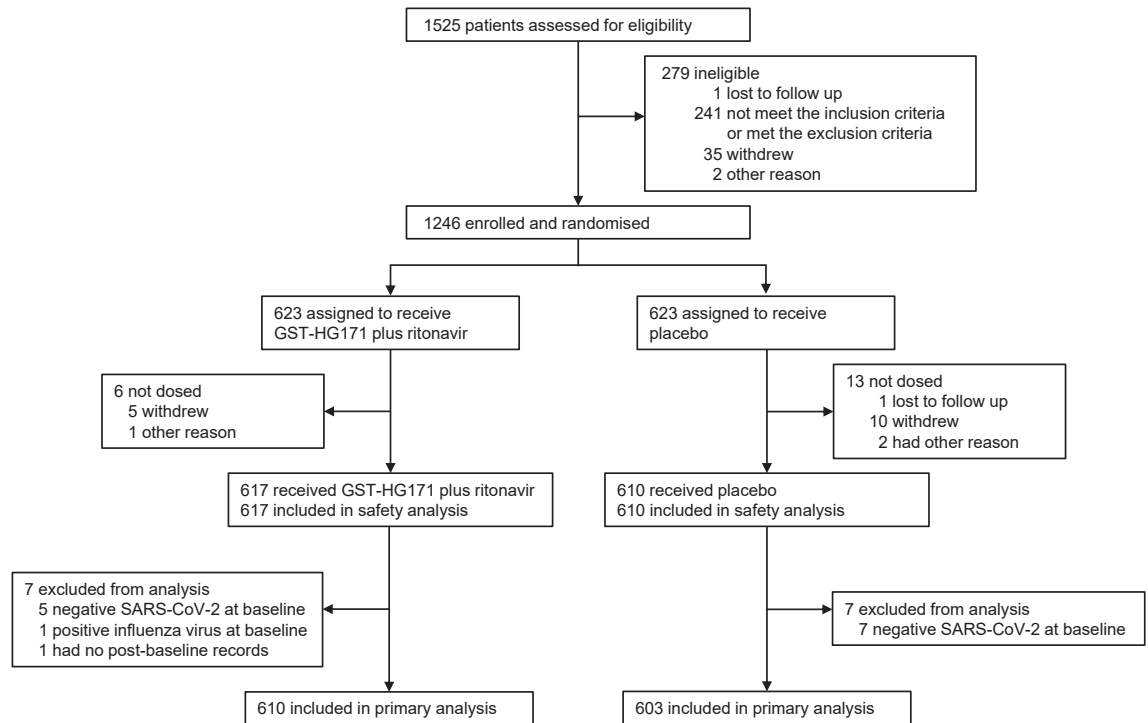 1525 patients assessed for eligibility
279 ineligible
1 lost to follow up
241 not meet the inclusion criteria
or met the exclusion criteria
35 withdrew
2 other reason
1246 enrolled and randomised
623 assigned to receive
GST-HG171 plus ritonavir
623 assigned to receive
placebo
6 not dosed
5 withdrew
1 other reason
13 not dosed
1 lost to follow up
10 withdrew
2 had other reason
617 received GST-HG171 plus ritonavir
617 included in safety analysis
610 received placebo
610 included in safety analysis
7 excluded from analysis
5 negative SARS-CoV-2 at baseline
1 positive influenza virus at baseline
1 had no post-baseline records
7 excluded from analysis
7 negative SARS-CoV-2 at baseline
610 included in primary analysis
603 included in primary analysis